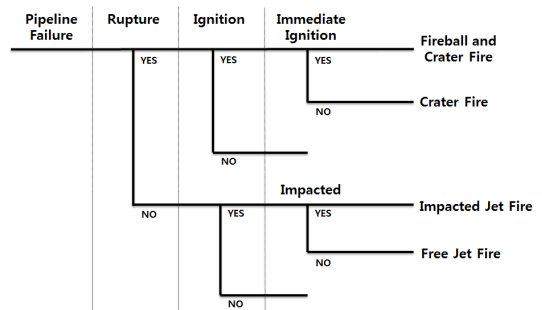 Pipeline Failure
Rupture
Ignition
Immediate Ignition
YES
YES
YES
Fireball and Crater Fire
NO
Crater Fire
NO
Impacted
NO
YES
YES
Impacted Jet Fire
NO
Free Jet Fire
NO